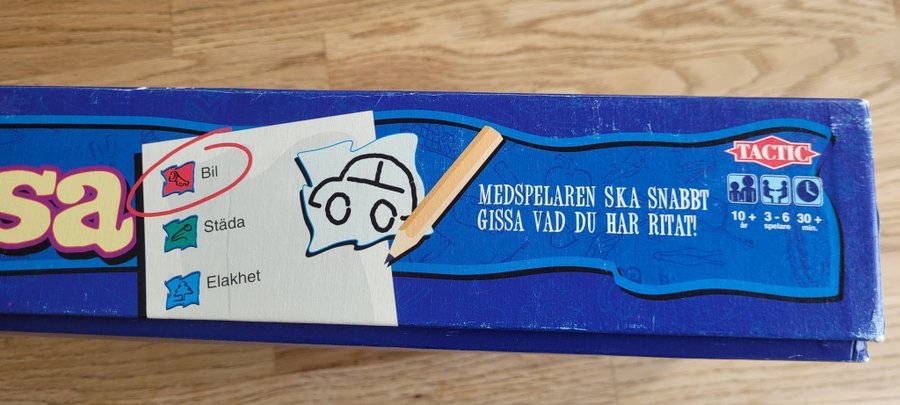 sa
Bil
Städa
Elakhet
MEDSPELAREN SKA SNABBT
GISSA VAD DU HAR RITAT!
TACTIC
10 + 3 - 6 30 +
år spelare min.